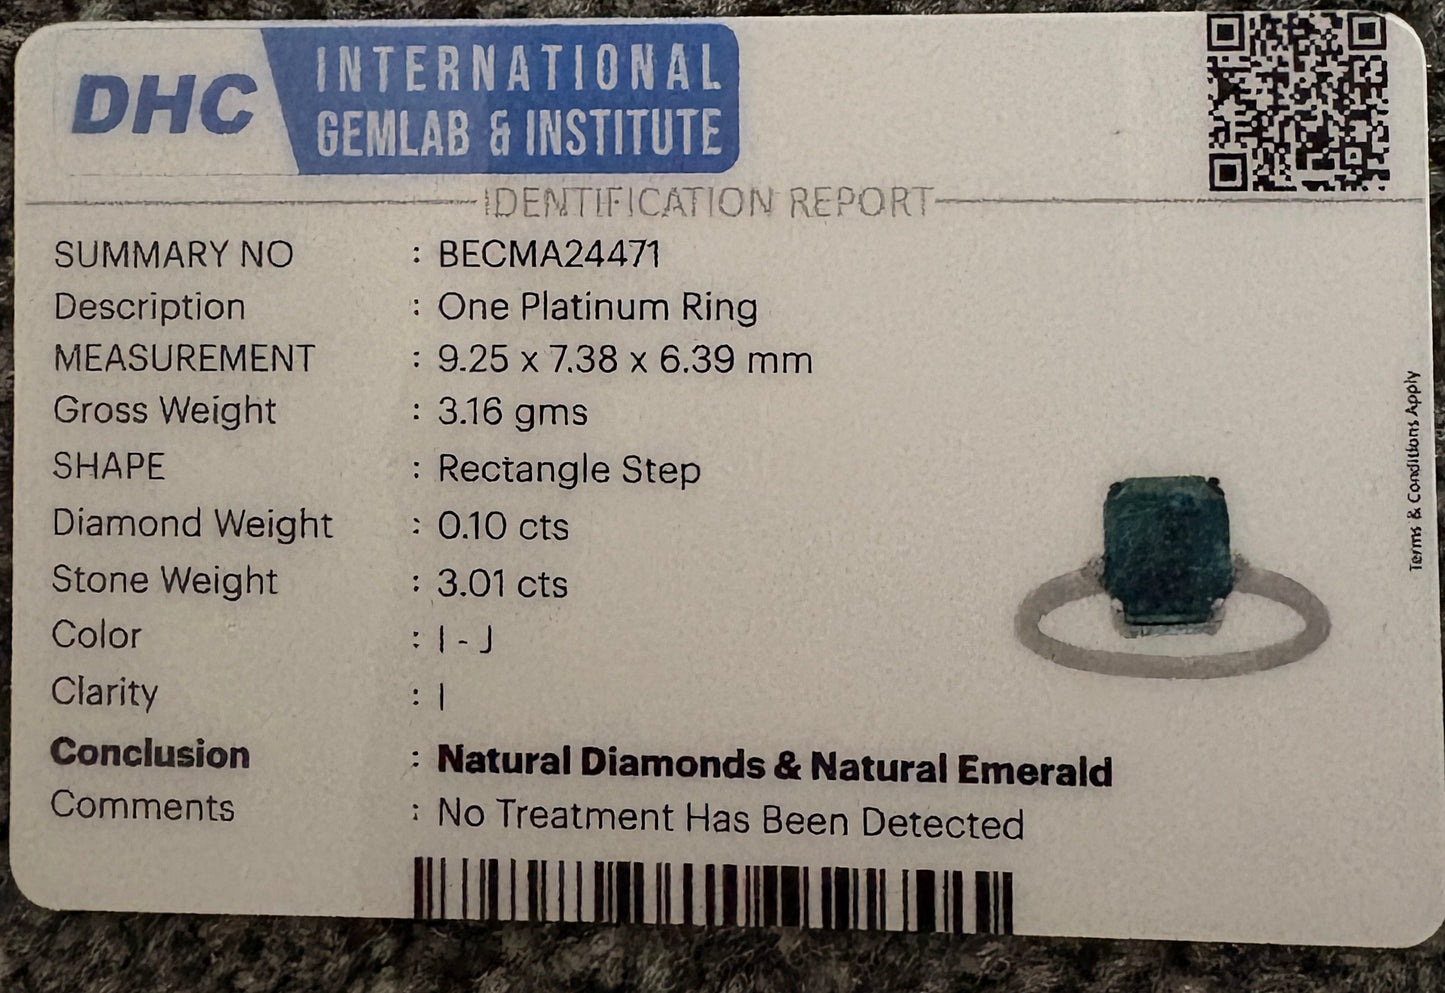 DHC INTERNATIONAL
GEMLAB & INSTITUTE
IDENTIFICATION REPORT
SUMMARY NO : BECMA24471
Description : One Platinum Ring
MEASUREMENT : 9.25 x 7.38 x 6.39 mm
Gross Weight : 3.16 gms
SHAPE : Rectangle Step
Diamond Weight : 0.10 cts
Stone Weight : 3.01 cts
Color : I - J
Clarity : I
Conclusion : Natural Diamonds & Natural Emerald
Comments : No Treatment Has Been Detected
Terms & Conditions Apply